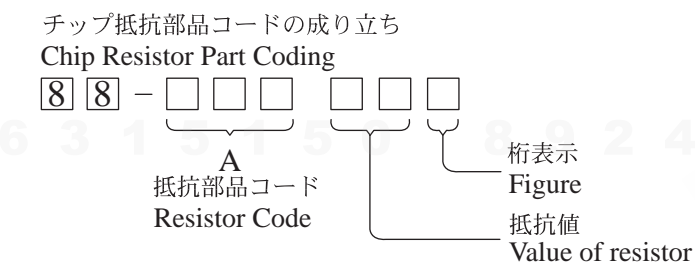 チップ抵抗部品コードの成り立ち
Chip Resistor Part Coding
88-□□□ □□□
6 3 1 5 1 5 0 8 9 2 4
A
抵抗部品コード
Resistor Code
桁表示
Figure
抵抗値
Value of resistor